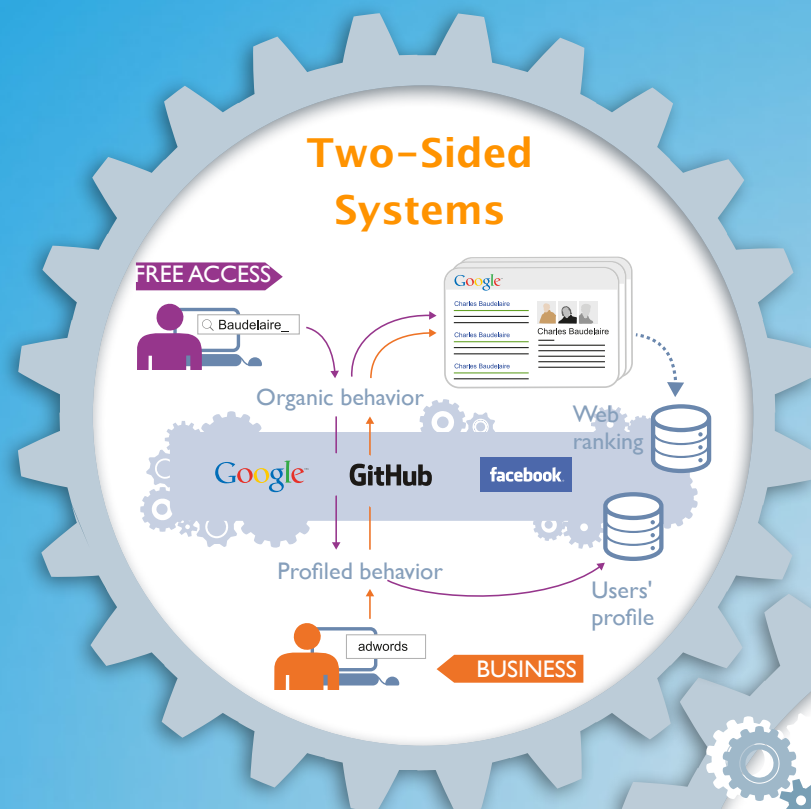 Two-Sided
Systems
FREE ACCESS
Baudelaire_
Google
Charles Baudelaire
Charles Baudelaire
Charles Baudelaire
Charles Baudelaire
Organic behavior
Web
ranking
Google
GitHub
facebook
Profiled behavior
Users'
profile
adwords
BUSINESS